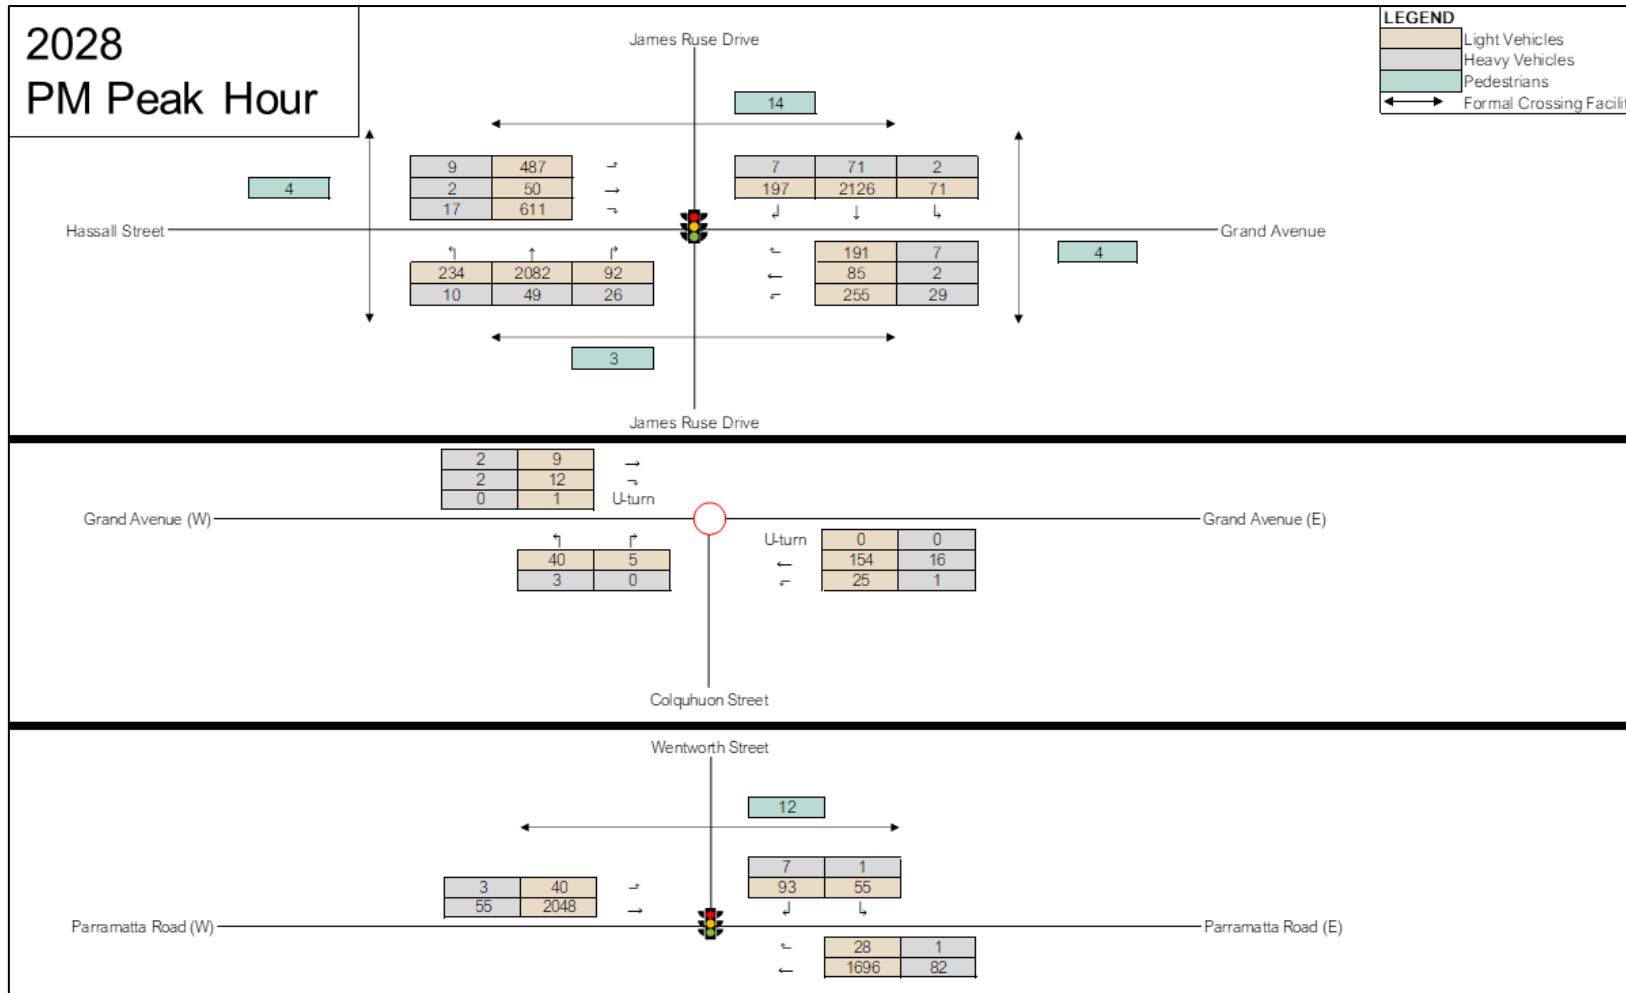 2028
PM Peak Hour
LEGEND
Light Vehicles
Heavy Vehicles
Pedestrians
Formal Crossing Facilit
James Ruse Drive
14
4
9 487
2 50
17 611
7 71 2
197 2126 71
Hassall Street
Grand Avenue
234 2082 92
10 49 26
191 7
85 2
255 29
4
3
James Ruse Drive
2 9
2 12
0 1 U-turn
Grand Avenue (W)
Grand Avenue (E)
40 5
3 0
U-turn 0 0
154 16
25 1
Colquhuon Street
Wentworth Street
12
7 1
93 55
3 40
55 2048
Parramatta Road (W)
Parramatta Road (E)
28 1
1696 82